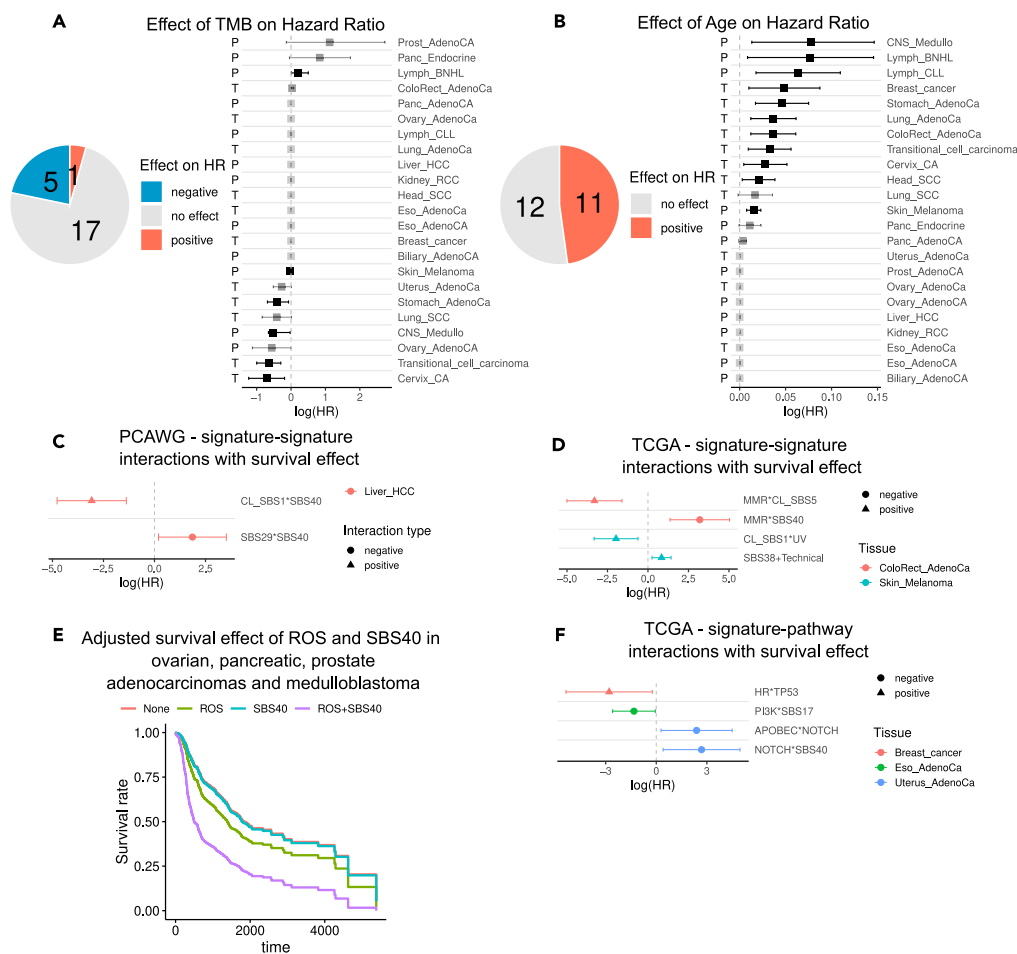 A
Effect of TMB on Hazard Ratio
P Prost_AdenoCA
P Panc_Endocrine
P Lymph_BNHL
T ColoRect_AdenoCa
P Panc_AdenoCA
T Ovary_AdenoCa
P Lymph_CLL
T Lung_AdenoCa
P Liver_HCC
P Kidney_RCC
T Head_SCC
T Eso_AdenoCa
P Eso_AdenoCa
T Breast_cancer
P Biliary_AdenoCA
P Skin_Melanoma
T Uterus_AdenoCa
T Stomach_AdenoCa
T Lung_SCC
P CNS_Medullo
P Ovary_AdenoCA
T Transitional_cell_carcinoma
T Cervix_CA
−1 0 1 2
log(HR)
5 1
17
Effect on HR
negative
no effect
positive
B
Effect of Age on Hazard Ratio
P CNS_Medullo
P Lymph_BNHL
P Lymph_CLL
T Breast_cancer
T Stomach_AdenoCa
T Lung_AdenoCa
T ColoRect_AdenoCa
T Transitional_cell_carcinoma
T Cervix_CA
T Head_SCC
T Lung_SCC
P Skin_Melanoma
P Panc_Endocrine
P Panc_AdenoCA
T Uterus_AdenoCa
P Prost_AdenoCA
T Ovary_AdenoCa
P Ovary_AdenoCA
P Liver_HCC
P Kidney_RCC
T Eso_AdenoCa
P Eso_AdenoCA
P Biliary_AdenoCA
0.00 0.05 0.10 0.15
log(HR)
12 11
Effect on HR
no effect
positive
C
PCAWG - signature-signature
interactions with survival effect
CL_SBS1*SBS40
SBS29*SBS40
−5.0 −2.5 0.0 2.5
log(HR)
Liver_HCC
Interaction type
negative
positive
D
TCGA - signature-signature
interactions with survival effect
MMR*CL_SBS5
MMR*SBS40
CL_SBS1*UV
SBS38+Technical
−5.0 −2.5 0.0 2.5 5.0
log(HR)
negative
positive
Tissue
ColoRect_AdenoCa
Skin_Melanoma
E
Adjusted survival effect of ROS and SBS40 in
ovarian, pancreatic, prostate
adenocarcinomas and medulloblastoma
None ROS SBS40 ROS+SBS40
Survival rate
1.00
0.75
0.50
0.25
0.00
0 2000 4000
time
F
TCGA - signature-pathway
interactions with survival effect
HR*TP53
PI3K*SBS17
APOBEC*NOTCH
NOTCH*SBS40
−3 0 3
log(HR)
negative
positive
Tissue
Breast_cancer
Eso_AdenoCa
Uterus_AdenoCa